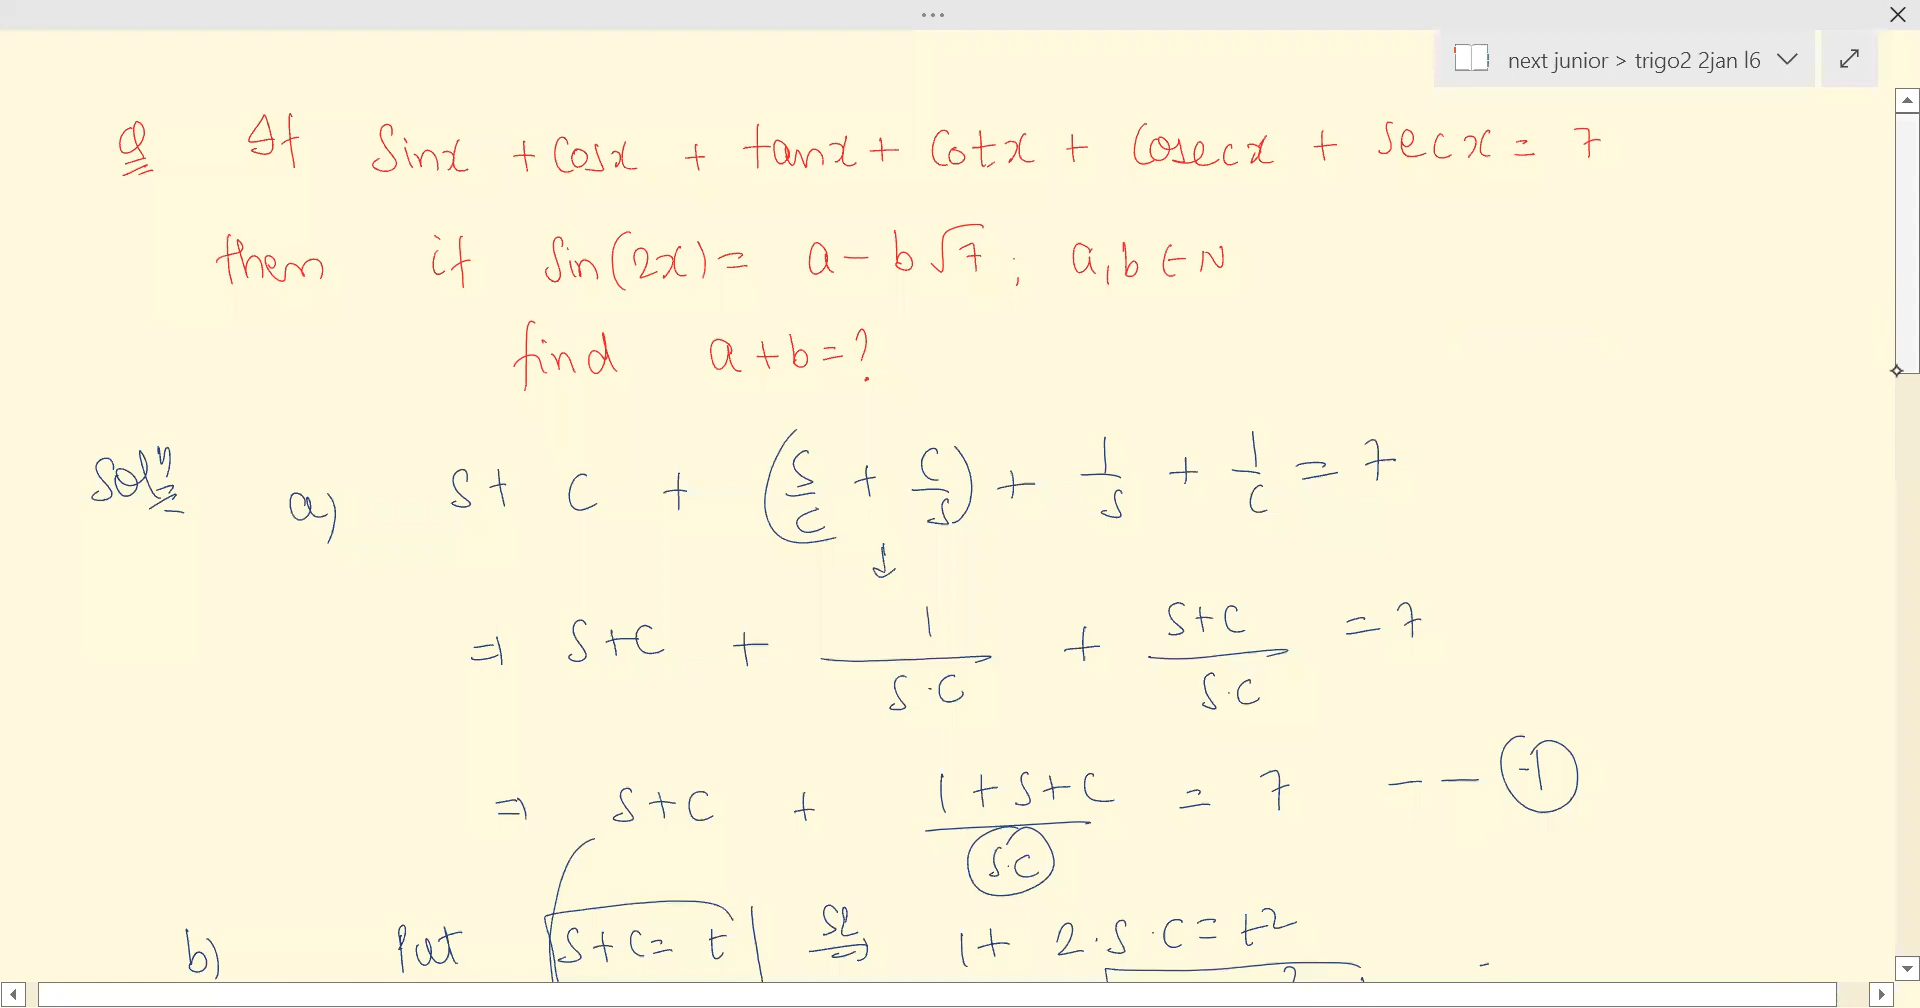 next junior > trigo2 2jan l6
Q If Sinx + Cosx + tanx + Cotx + Cosecx + Secx = 7
then if Sin(2x) = a - b√7 ; a,b ∈ N
find a + b = ?
Solⁿ a) S + C + (S/C + C/S) + 1/S + 1/C = 7
⇒ S+C + 1/S·C + S+C/S·C = 7
⇒ S+C + 1+S+C/S·C = 7 -- 1
b) Put S+C = t 1 + 2·S·C = t2